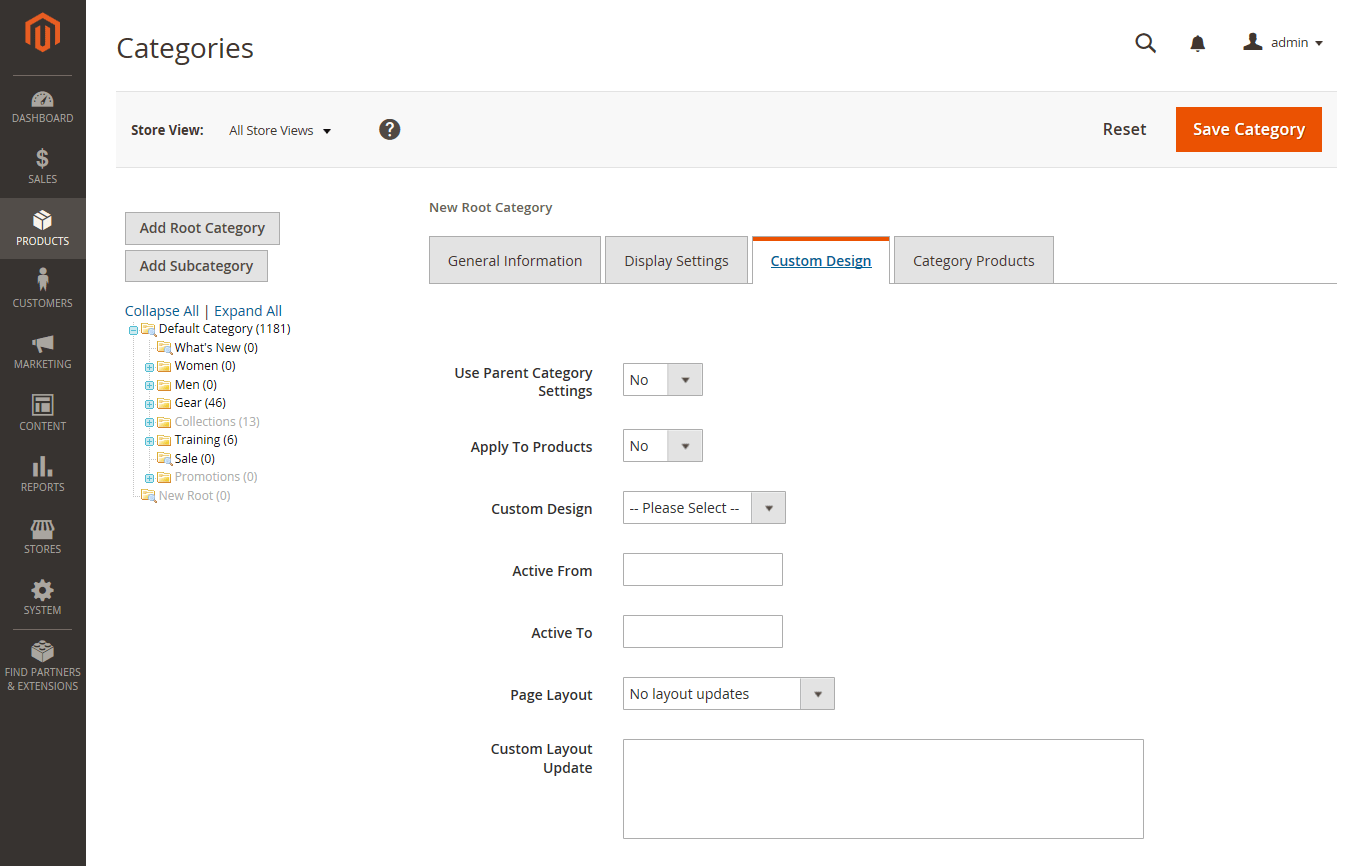 Categories
admin
Store View: All Store Views ?
Reset
Save Category
DASHBOARD
$
SALES
PRODUCTS
CUSTOMERS
MARKETING
CONTENT
REPORTS
STORES
SYSTEM
FIND PARTNERS
& EXTENSIONS
Add Root Category
Add Subcategory
Collapse All | Expand All
Default Category (1181)
What's New (0)
Women (0)
Men (0)
Gear (46)
Collections (13)
Training (6)
Sale (0)
Promotions (0)
New Root (0)
New Root Category
General Information
Display Settings
Custom Design
Category Products
Use Parent Category
Settings
No
Apply To Products
No
Custom Design
-- Please Select --
Active From
Active To
Page Layout
No layout updates
Custom Layout
Update